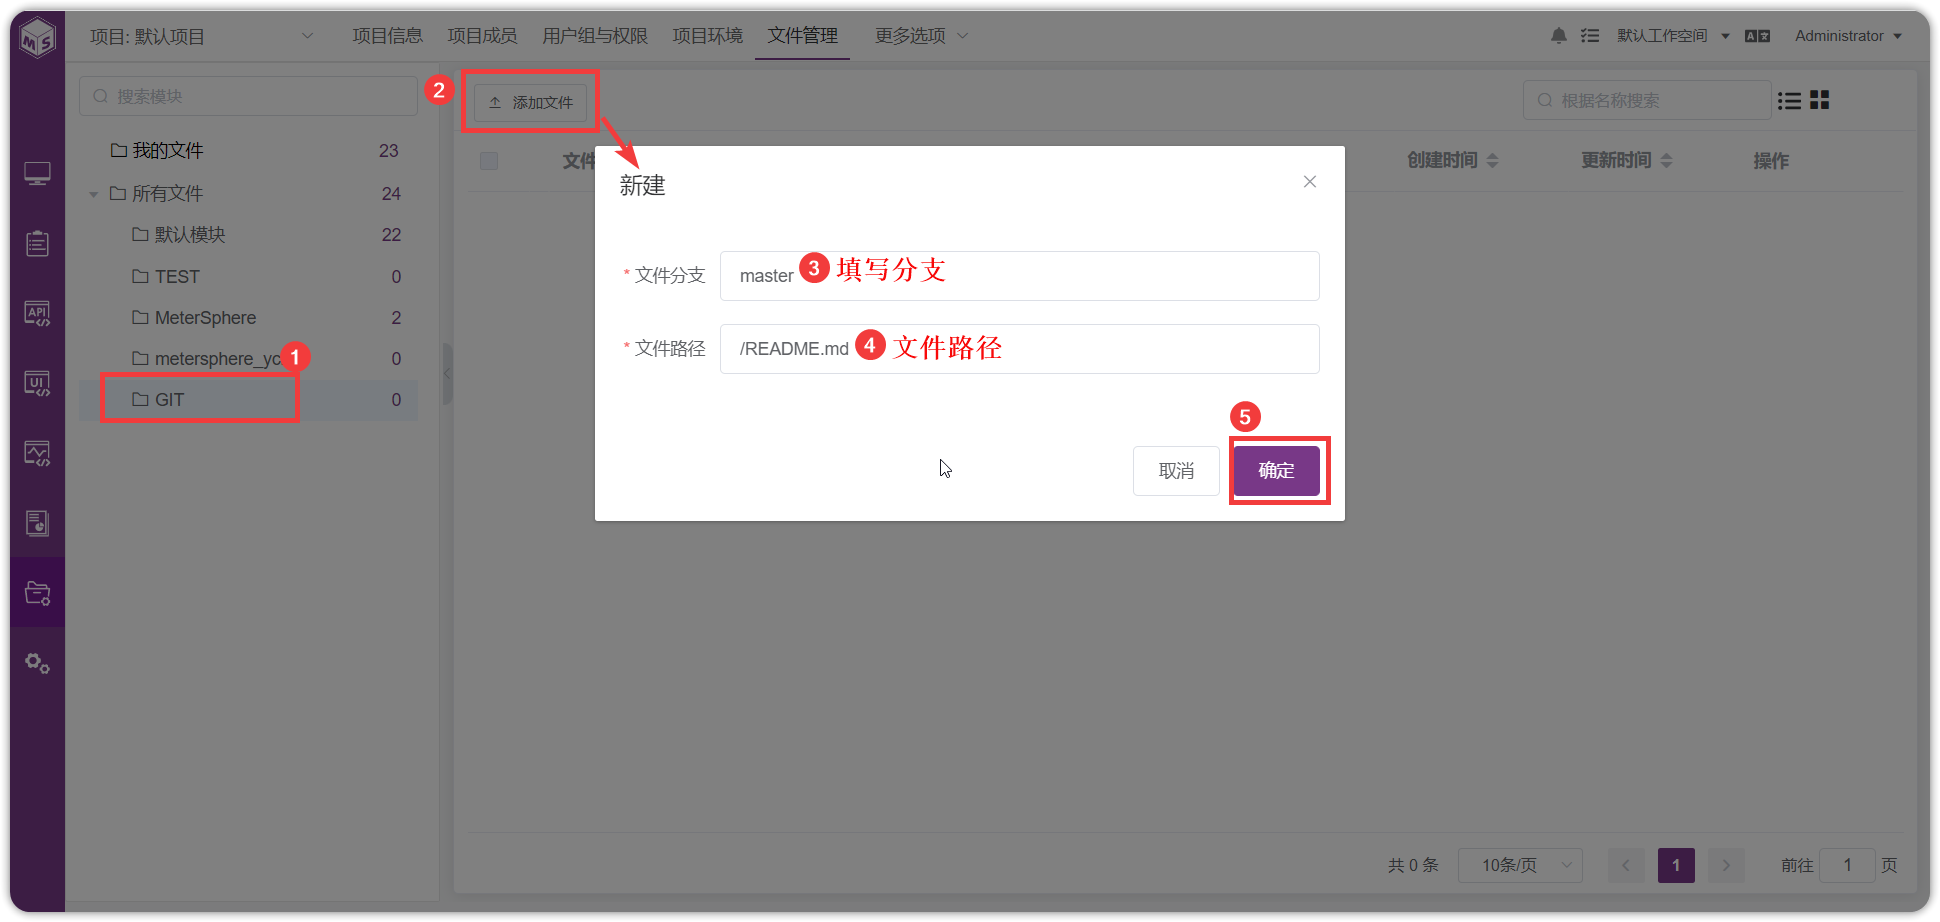 MS
项目: 默认项目
项目信息
项目成员
用户组与权限
项目环境
文件管理
更多选项
默认工作空间
A
Administrator
搜索模块
我的文件 23
所有文件 24
默认模块 22
TEST 0
MeterSphere 2
metersphere_yc 0
1
GIT 0
API
UI
2
添加文件
根据名称搜索
文件
创建时间
更新时间
操作
新建
* 文件分支
master
3 填写分支
* 文件路径
/README.md
4 文件路径
5
取消
确定
共 0 条
10条/页
1
前往 1 页